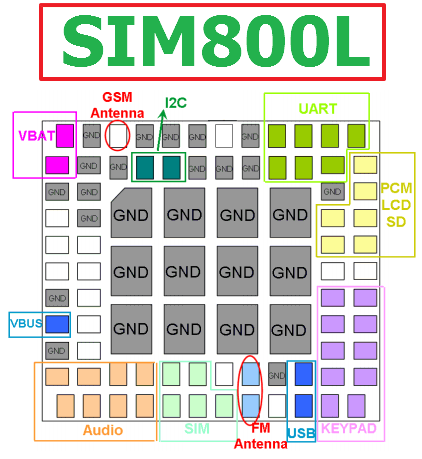 SIM800L
GSM
Antenna
I2C
UART
VBAT
GND GND GND GND GND
GND GND GND GND GND
GND GND GND
PCM
LCD
SD
GND
GND GND GND GND
GND GND GND GND
GND
VBUS
GND GND GND GND
GND
GND
Audio
SIM
FM
Antenna
USB
KEYPAD